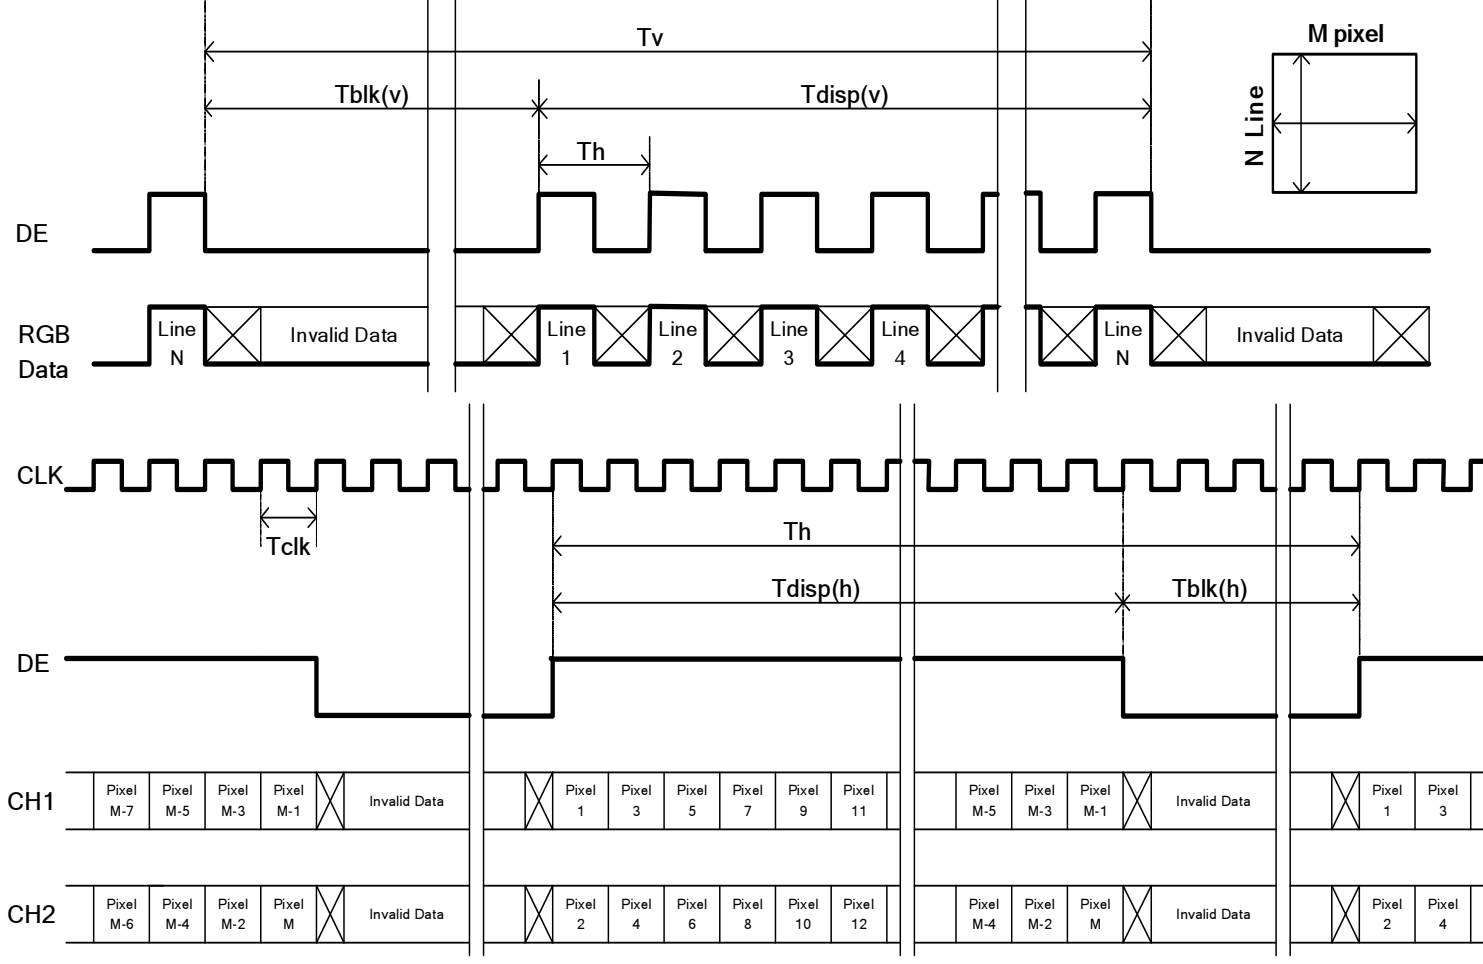 Tv
M pixel
Tblk(v)
Tdisp(v)
N Line
Th
DE
RGB
Data
Line
N
Invalid Data
Line
1
Line
2
Line
3
Line
4
Line
N
Invalid Data
CLK
Tclk
Th
Tdisp(h)
Tblk(h)
DE
CH1
Pixel
M-7
Pixel
M-5
Pixel
M-3
Pixel
M-1
Invalid Data
Pixel
1
Pixel
3
Pixel
5
Pixel
7
Pixel
9
Pixel
11
Pixel
M-5
Pixel
M-3
Pixel
M-1
Invalid Data
Pixel
1
Pixel
3
CH2
Pixel
M-6
Pixel
M-4
Pixel
M-2
Pixel
M
Invalid Data
Pixel
2
Pixel
4
Pixel
6
Pixel
8
Pixel
10
Pixel
12
Pixel
M-4
Pixel
M-2
Pixel
M
Invalid Data
Pixel
2
Pixel
4